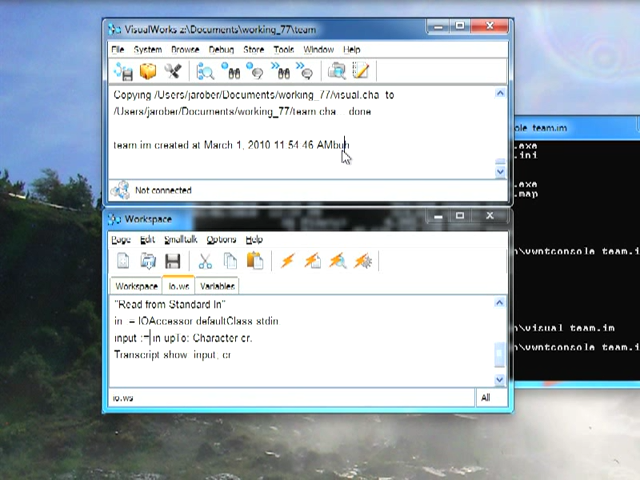 VisualWorks z:\Documents\working_77\team
File System Browse Debug Store Tools Window Help
Copying /Users/jarober/Documents/working_77/visual.cha to
/Users/jarober/Documents/working_77/team cha done
team im created at March 1, 2010 11 54 46 AMbuh
Not connected
Workspace
Page Edit Smalltalk Options Help
Workspace io.ws Variables
"Read from Standard In"
in = IOAccessor defaultClass stdin
input := in upTo: Character cr.
Transcript show input, cr
io.ws All
ole team.im
.exe
.ini
.exe
.map
n\vwntconsole team.i
n\visual team.im
n\vwntconsole team.i